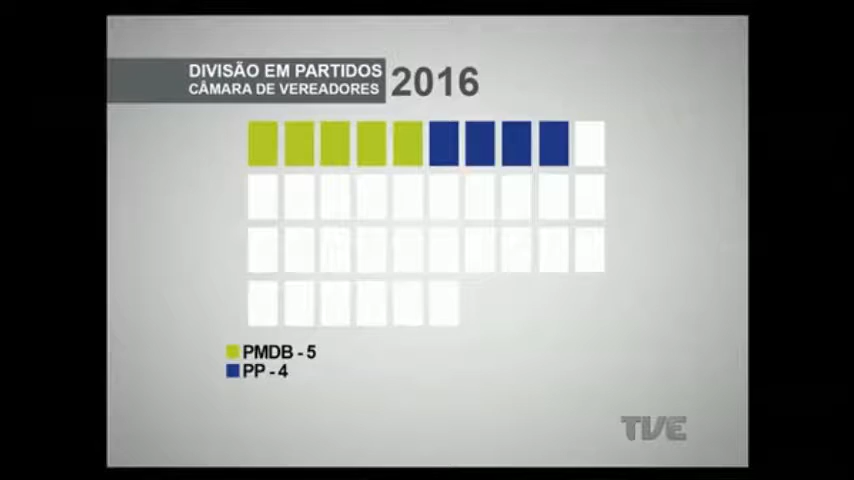 DIVISÃO EM PARTIDOS
CÂMARA DE VEREADORES
2016
PMDB - 5
PP - 4
TVE